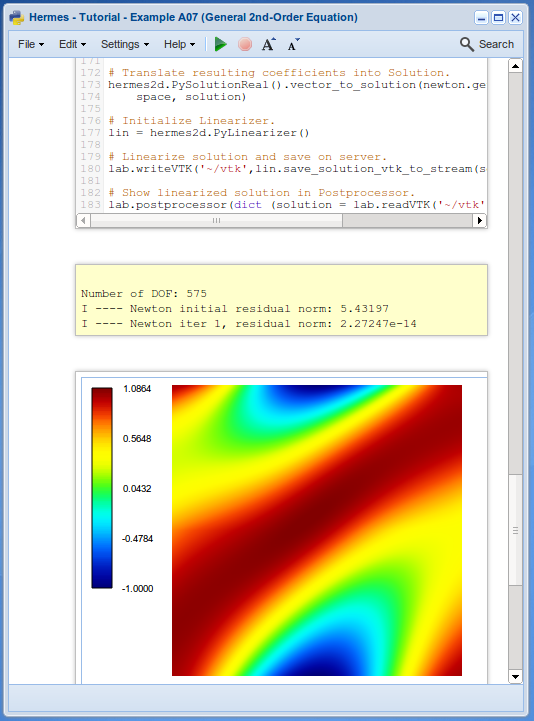 Hermes - Tutorial - Example A07 (General 2nd-Order Equation)
File Edit Settings Help A A Search
171
172 # Translate resulting coefficients into Solution.
173 hermes2d.PySolutionReal().vector_to_solution(newton.ge
174 space, solution)
175
176 # Initialize Linearizer.
177 lin = hermes2d.PyLinearizer()
178
179 # Linearize solution and save on server.
180 lab.writeVTK('~/vtk',lin.save_solution_vtk_to_stream(s
181
182 # Show linearized solution in Postprocessor.
183 lab.postprocessor(dict (solution = lab.readVTK('~/vtk'
Number of DOF: 575
I ---- Newton initial residual norm: 5.43197
I ---- Newton iter 1, residual norm: 2.27247e-14
1.0864
0.5648
0.0432
-0.4784
-1.0000